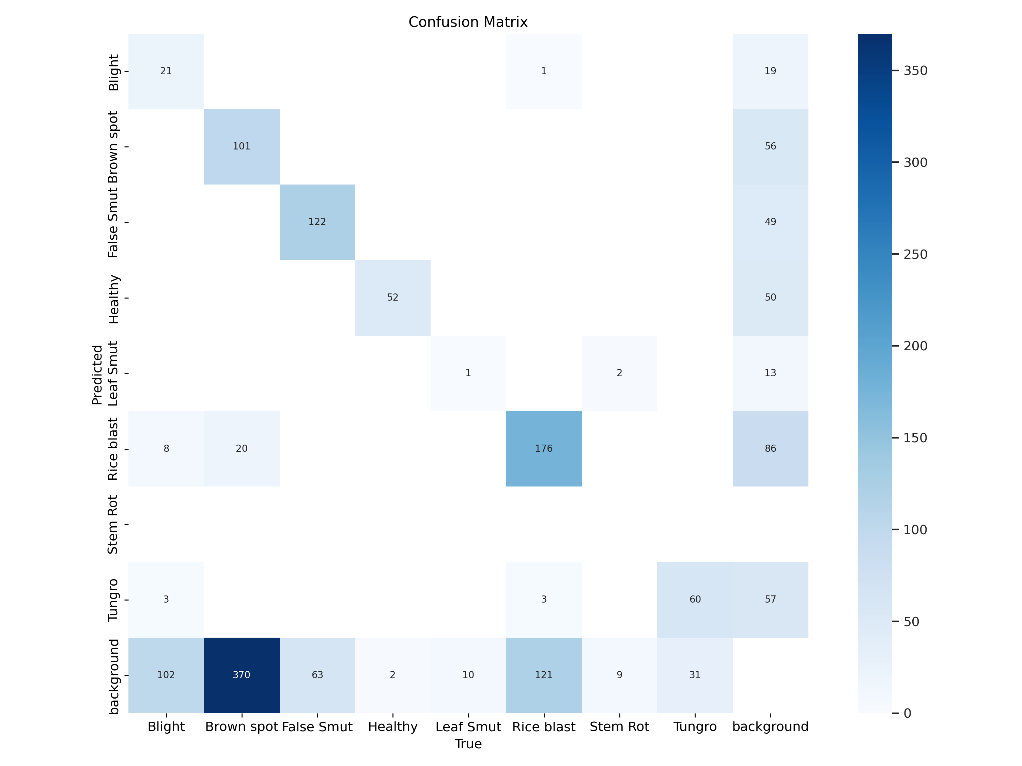 Confusion Matrix
Predicted
Blight
21
1
19
350
Brown spot
101
56
300
False Smut
122
49
250
Healthy
52
50
200
Leaf Smut
1
2
13
150
Rice blast
8
20
176
86
100
Stem Rot
Tungro
3
3
60
57
50
background
102
370
63
2
10
121
9
31
0
Blight Brown spot False Smut Healthy Leaf Smut Rice blast Stem Rot Tungro background
True